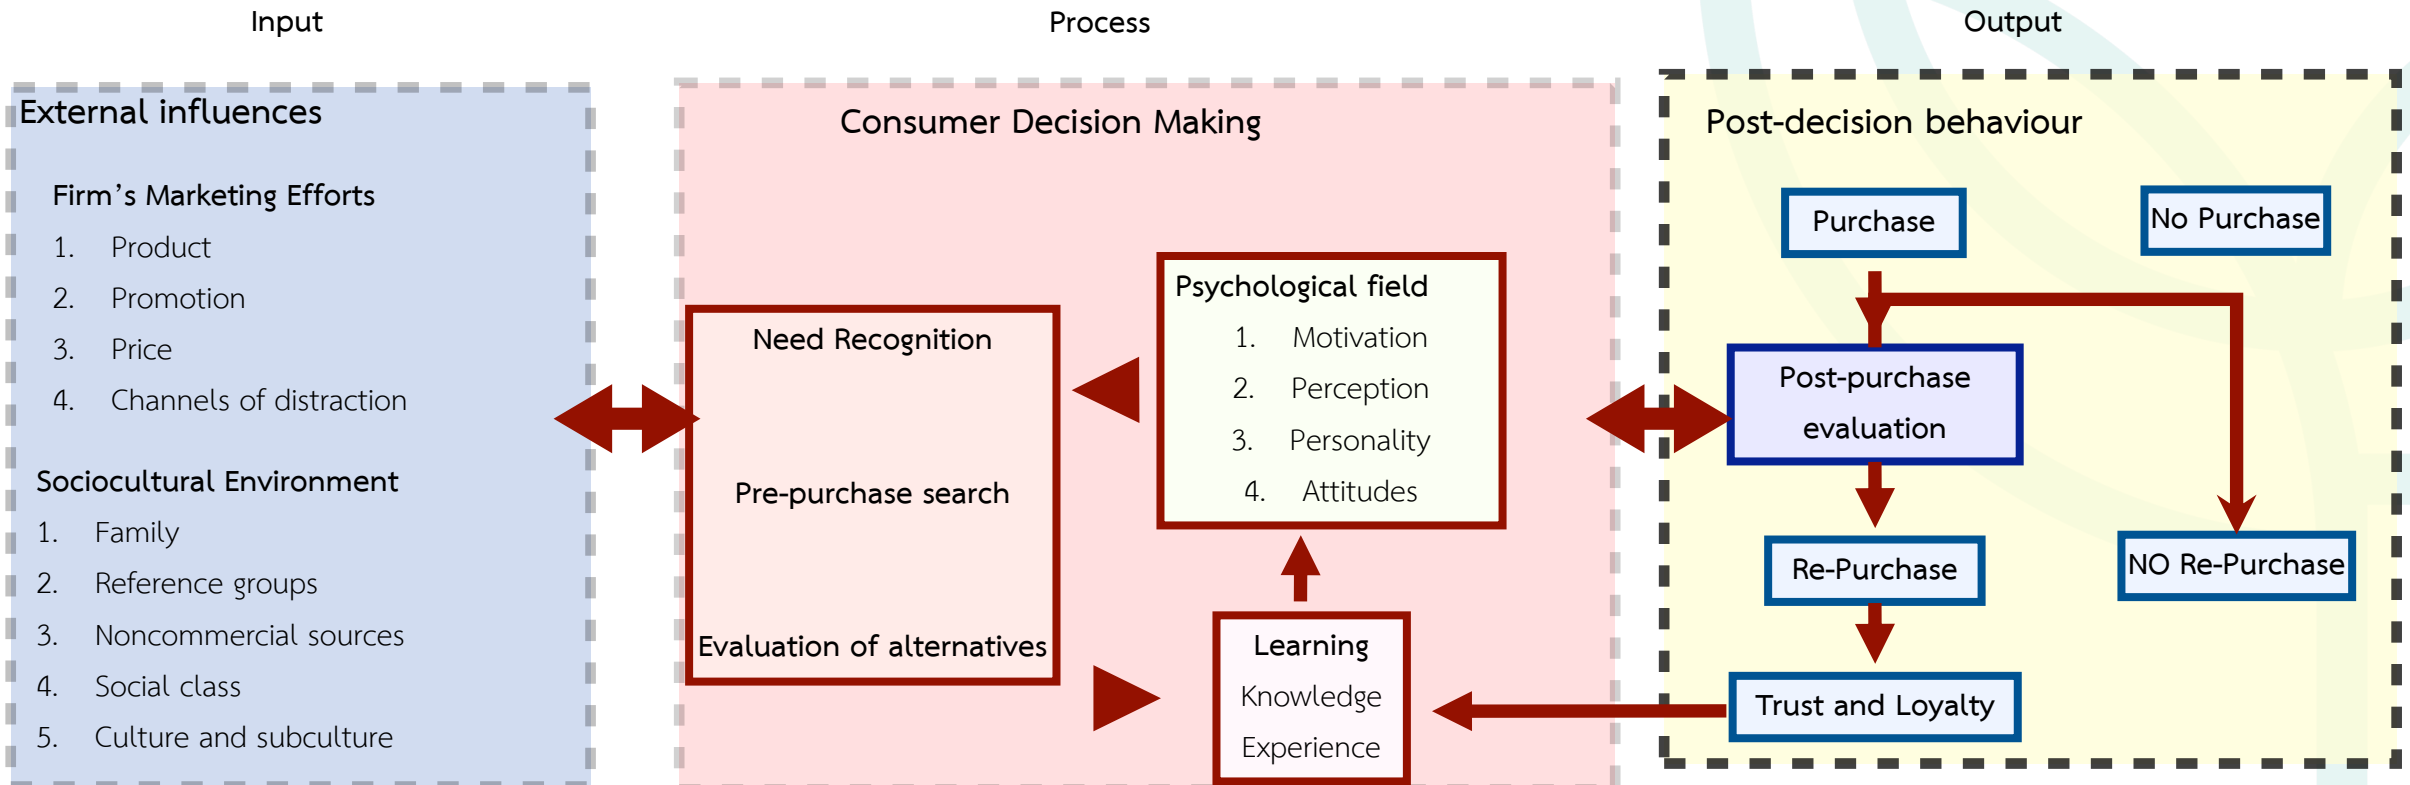 Input
Process
Output
External influences
Firm's Marketing Efforts
1. Product
2. Promotion
3. Price
4. Channels of distraction
Sociocultural Environment
1. Family
2. Reference groups
3. Noncommercial sources
4. Social class
5. Culture and subculture
Consumer Decision Making
Need Recognition
Pre-purchase search
Evaluation of alternatives
Psychological field
1. Motivation
2. Perception
3. Personality
4. Attitudes
Learning
Knowledge
Experience
Post-decision behaviour
Purchase
No Purchase
Post-purchase
evaluation
Re-Purchase
NO Re-Purchase
Trust and Loyalty